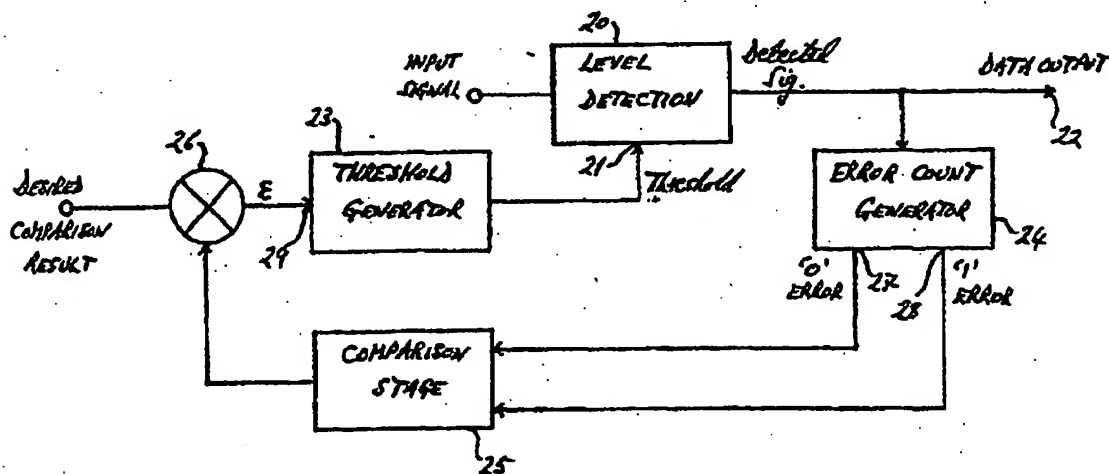 20
INPUT
SIGNAL
LEVEL
DETECTION
Detected
Sig.
DATA OUTPUT
22
26
23
21
DESIRED
COMPARISON
RESULT
ε
29
THRESHOLD
GENERATOR
Threshold
ERROR COUNT
GENERATOR
24
'0'
ERROR
27
28
'1'
ERROR
COMPARISON
STAGE
25